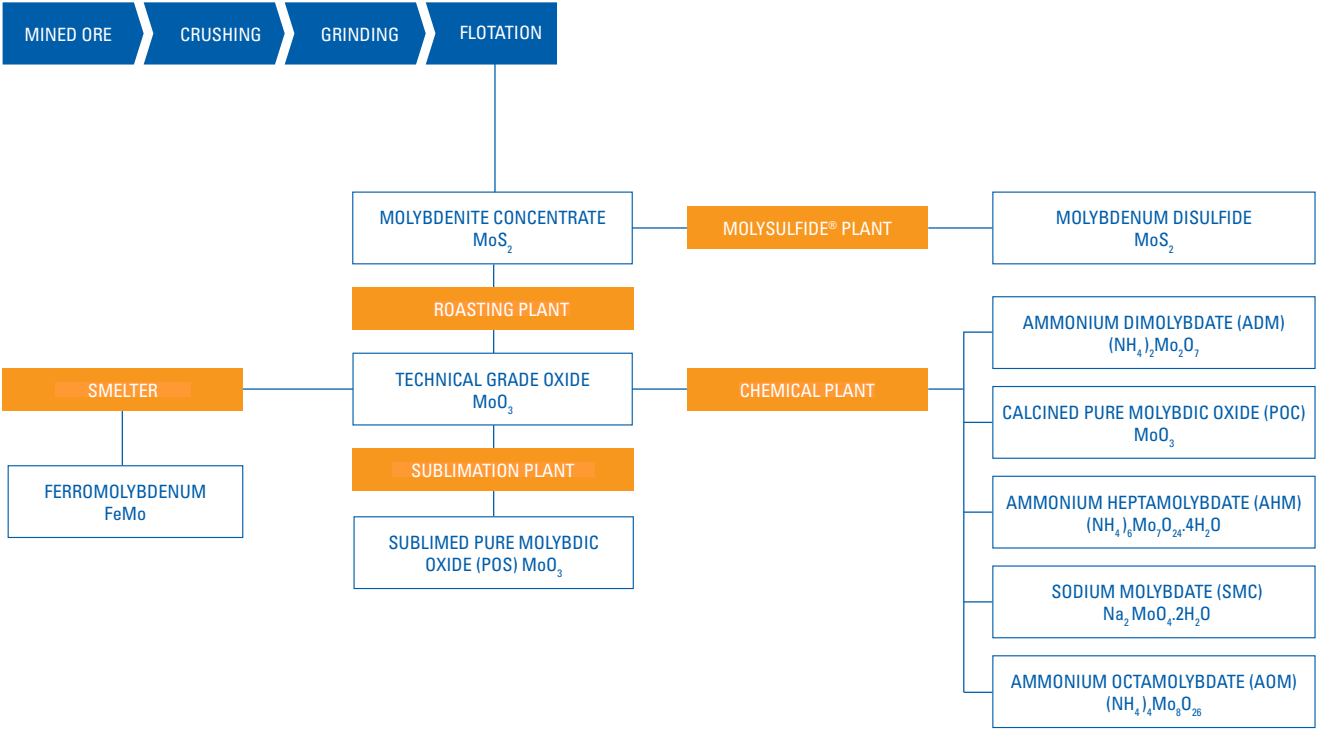 MINED ORE
CRUSHING
GRINDING
FLOTATION
MOLYBDENITE CONCENTRATE
MoS₂
MOLYSULFIDE® PLANT
MOLYBDENUM DISULFIDE
MoS₂
ROASTING PLANT
AMMONIUM DIMOLYBDATE (ADM)
(NH₄)₂Mo₂O₇
SMELTER
TECHNICAL GRADE OXIDE
MoO₃
CHEMICAL PLANT
CALCINED PURE MOLYBDIC OXIDE (POC)
MoO₃
SUBLIMATION PLANT
FERROMOLYBDENUM
FeMo
AMMONIUM HEPTAMOLYBDATE (AHM)
(NH₄)₆Mo₇O₂₄.4H₂O
SUBLIMED PURE MOLYBDIC
OXIDE (POS) MoO₃
SODIUM MOLYBDATE (SMC)
Na₂MoO₄.2H₂O
AMMONIUM OCTAMOLYBDATE (AOM)
(NH₄)₄Mo₈O₂₆